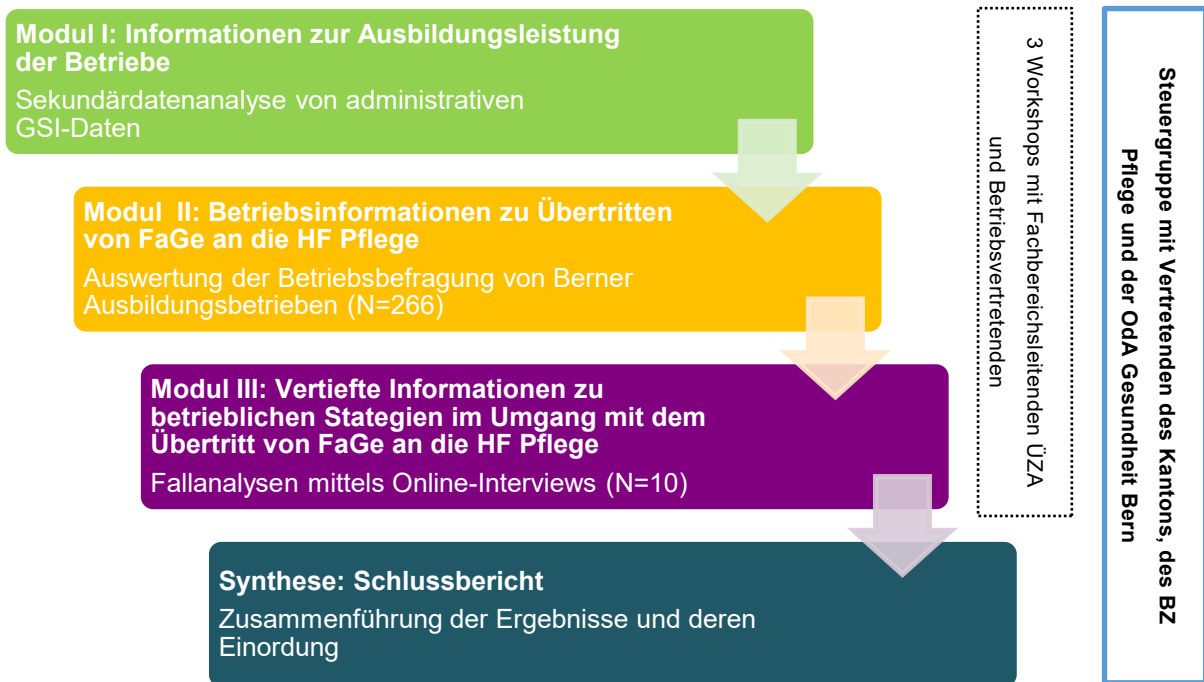 Modul I: Informationen zur Ausbildungsleistung
der Betriebe
Sekundärdatenanalyse von administrativen
GSI-Daten
Modul  II: Betriebsinformationen zu Übertritten
von FaGe an die HF Pflege
Auswertung der Betriebsbefragung von Berner
Ausbildungsbetrieben (N=266)
Modul III: Vertiefte Informationen zu
betrieblichen Stategien im Umgang mit dem
Übertritt von FaGe an die HF Pflege
Fallanalysen mittels Online-Interviews (N=10)
Synthese: Schlussbericht
Zusammenführung der Ergebnisse und deren
Einordung
3 Workshops mit Fachbereichsleitenden ÜZA
und Betriebsvertretenden
Steuergruppe mit Vertretenden des Kantons, des BZ
Pflege und der OdA Gesundheit Bern